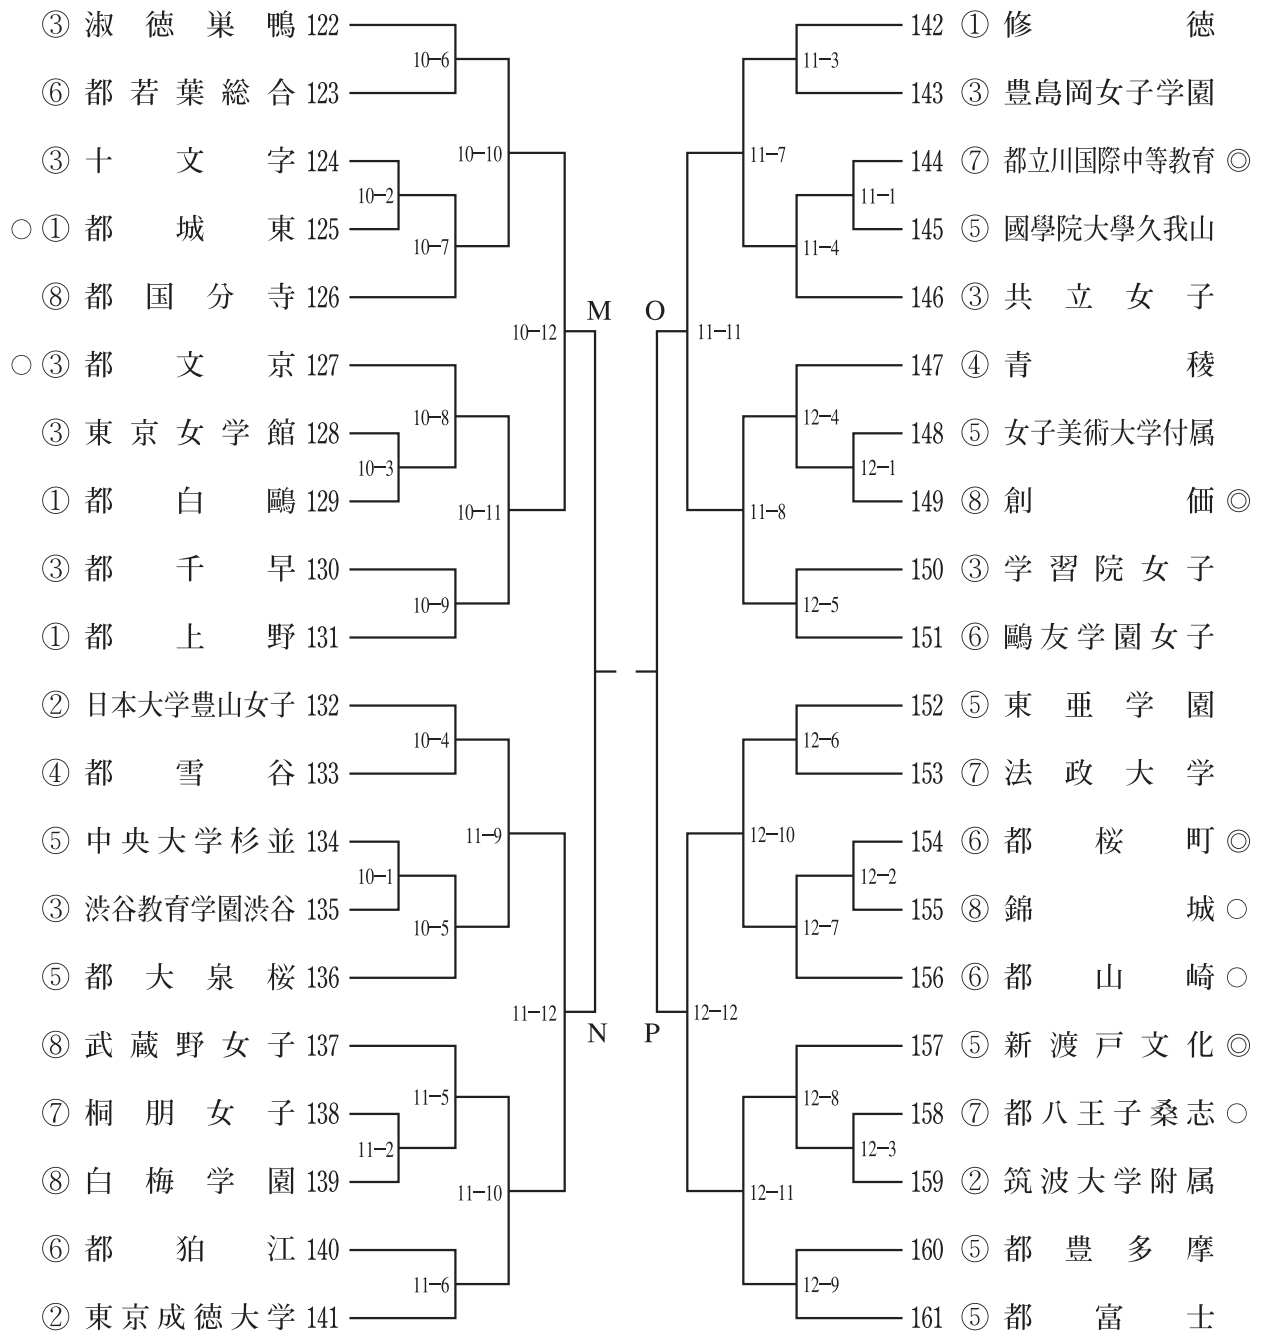 ③ 淑徳巣鴨 122
10-6
⑥ 都若葉総合 123
10-10
③ 十文字 124
10-2
○ ① 都城東 125
10-7
⑧ 都国分寺 126
M
10-12
○ ③ 都文京 127
10-8
③ 東京女学館 128
10-3
① 都白鷗 129
10-11
③ 都千早 130
10-9
① 都上野 131
② 日本大学豊山女子 132
10-4
④ 都雪谷 133
11-9
⑤ 中央大学杉並 134
10-1
③ 渋谷教育学園渋谷 135
10-5
⑤ 都大泉桜 136
11-12
N
⑧ 武蔵野女子 137
11-5
⑦ 桐朋女子 138
11-2
⑧ 白梅学園 139
11-10
⑥ 都狛江 140
11-6
② 東京成徳大学 141
142 ① 修徳
11-3
143 ③ 豊島岡女子学園
11-7
144 ⑦ 都立川国際中等教育 ◎
11-1
145 ⑤ 國學院大學久我山
11-4
146 ③ 共立女子
O
11-11
147 ④ 青稜
12-4
148 ⑤ 女子美術大学付属
12-1
149 ⑧ 創価 ◎
11-8
150 ③ 学習院女子
12-5
151 ⑥ 鷗友学園女子
152 ⑤ 東亜学園
12-6
153 ⑦ 法政大学
12-10
154 ⑥ 都桜町 ◎
12-2
155 ⑧ 錦城 ○
12-7
156 ⑥ 都山崎 ○
12-12
P
157 ⑤ 新渡戸文化 ◎
12-8
158 ⑦ 都八王子桑志 ○
12-3
159 ② 筑波大学附属
12-11
160 ⑤ 都豊多摩
12-9
161 ⑤ 都富士